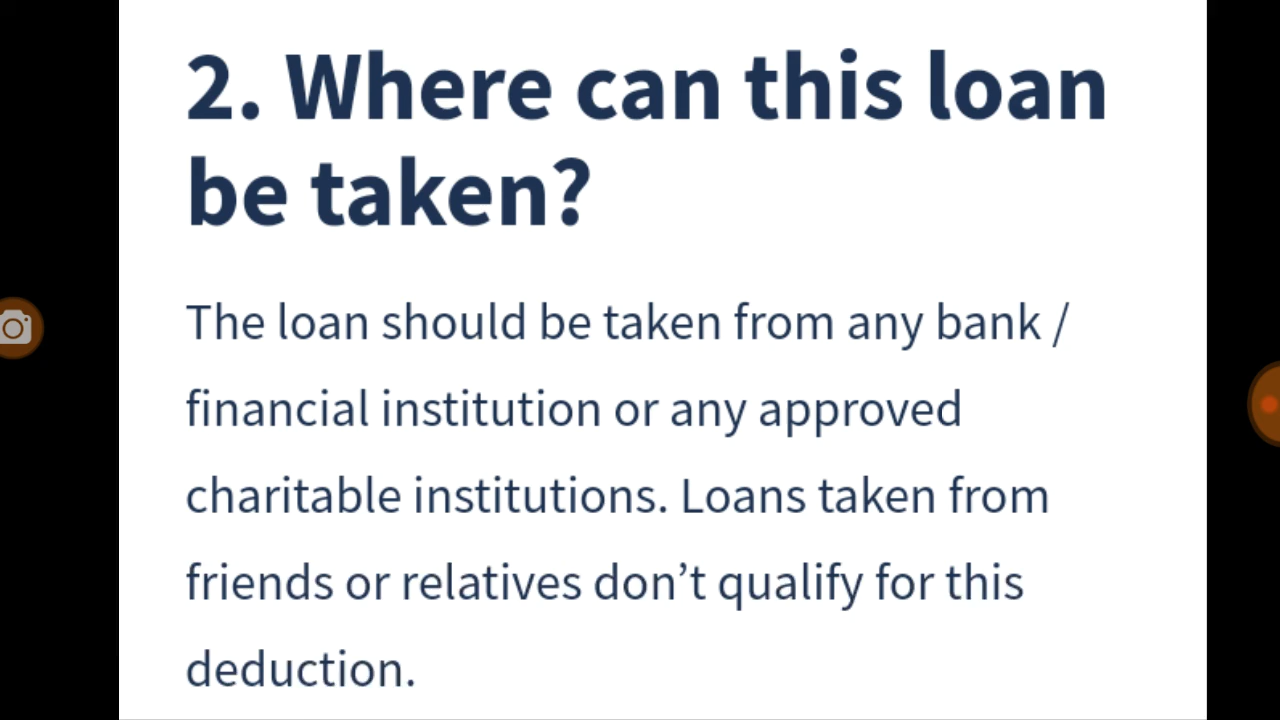 2. Where can this loan
be taken?
The loan should be taken from any bank /
financial institution or any approved
charitable institutions. Loans taken from
friends or relatives don’t qualify for this
deduction.